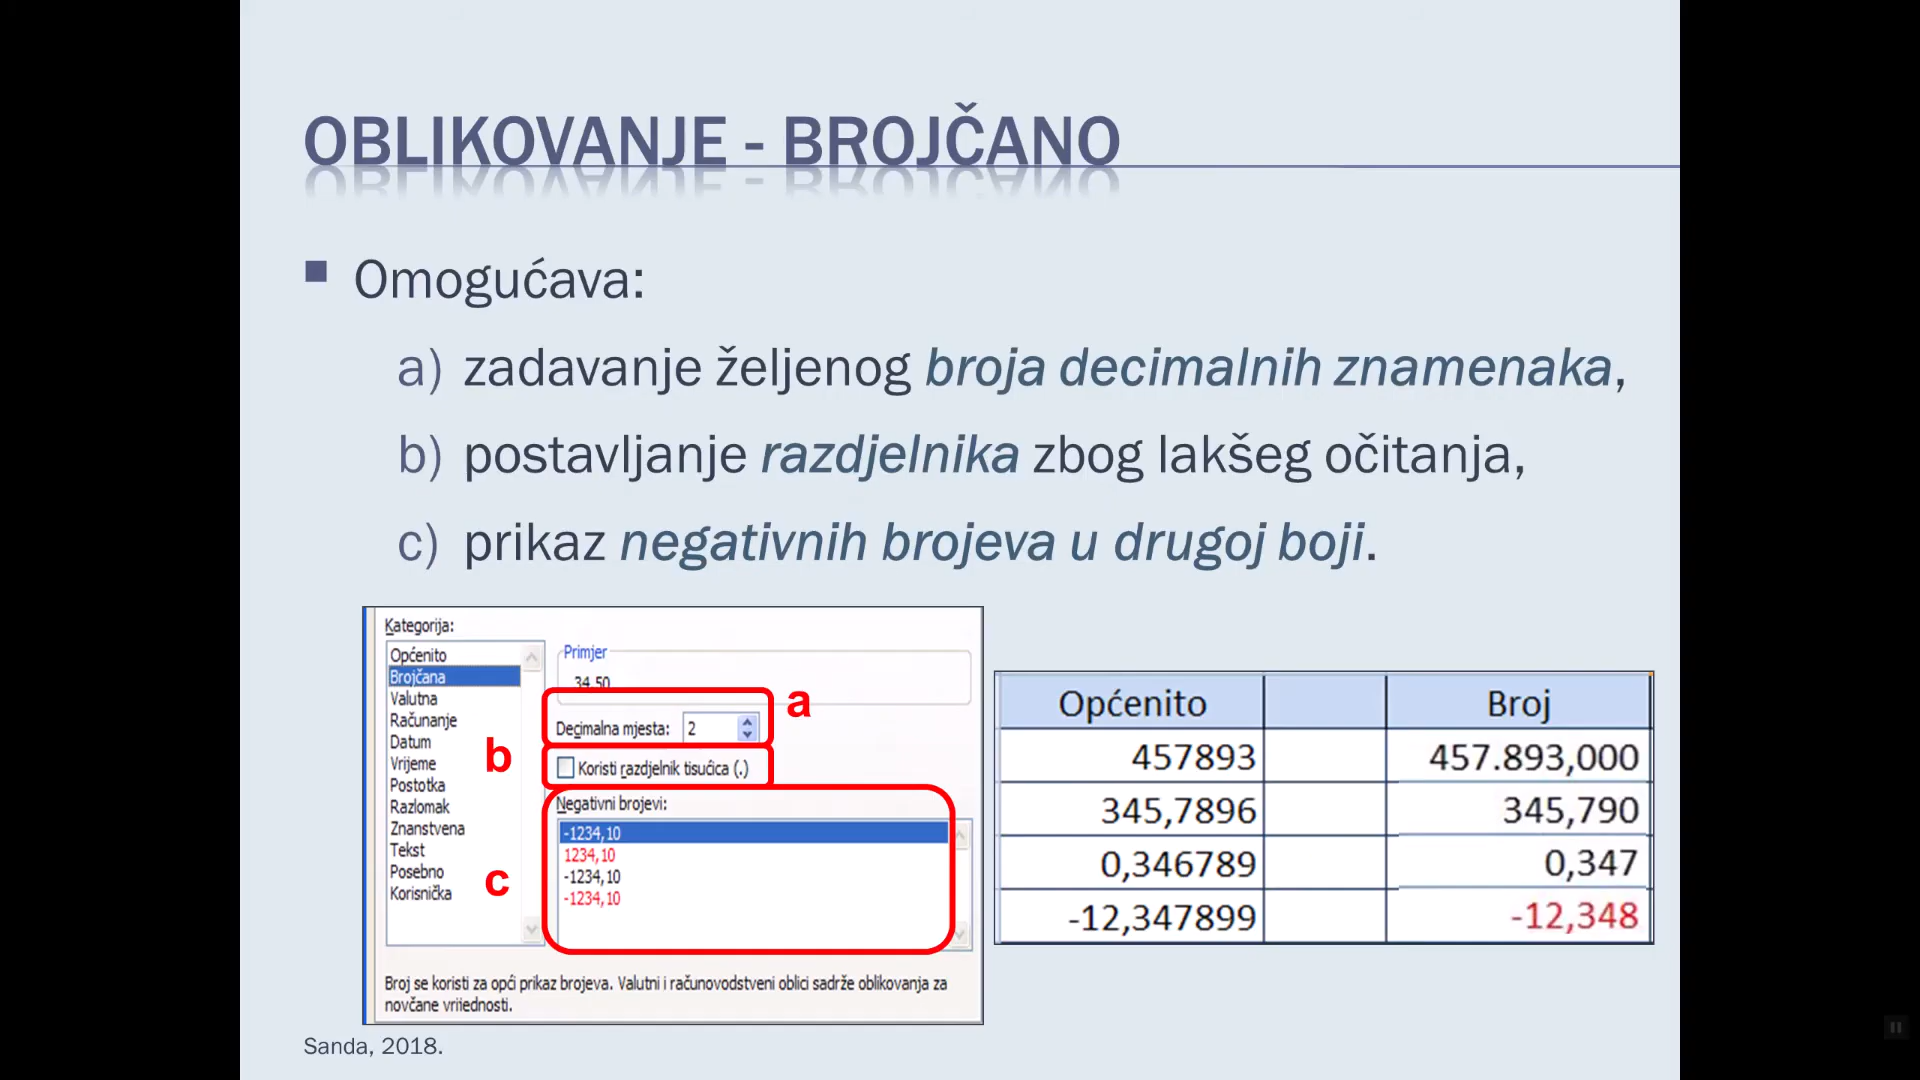 OBLIKOVANJE - BROJČANO
Omogućava:
a) zadavanje željenog broja decimalnih znamenaka,
b) postavljanje razdjelnika zbog lakšeg očitanja,
c) prikaz negativnih brojeva u drugoj boji.
Kategorija:
Općenito
Brojčana
Valutna
Računanje
Datum
Vrijeme
Postotka
Razlomak
Znanstvena
Tekst
Posebno
Korisnička
Primjer
34,50
Decimalna mjesta: 2
a
b
Koristi razdjelnik tisućica (.)
Negativni brojevi:
-1234,10
1234,10
-1234,10
-1234,10
c
Broj se koristi za opći prikaz brojeva. Valutni i računovodstveni oblici sadrže oblikovanja za
novčane vrijednosti.
Općenito Broj
457893 457.893,000
345,7896 345,790
0,346789 0,347
-12,347899 -12,348
Sanda, 2018.